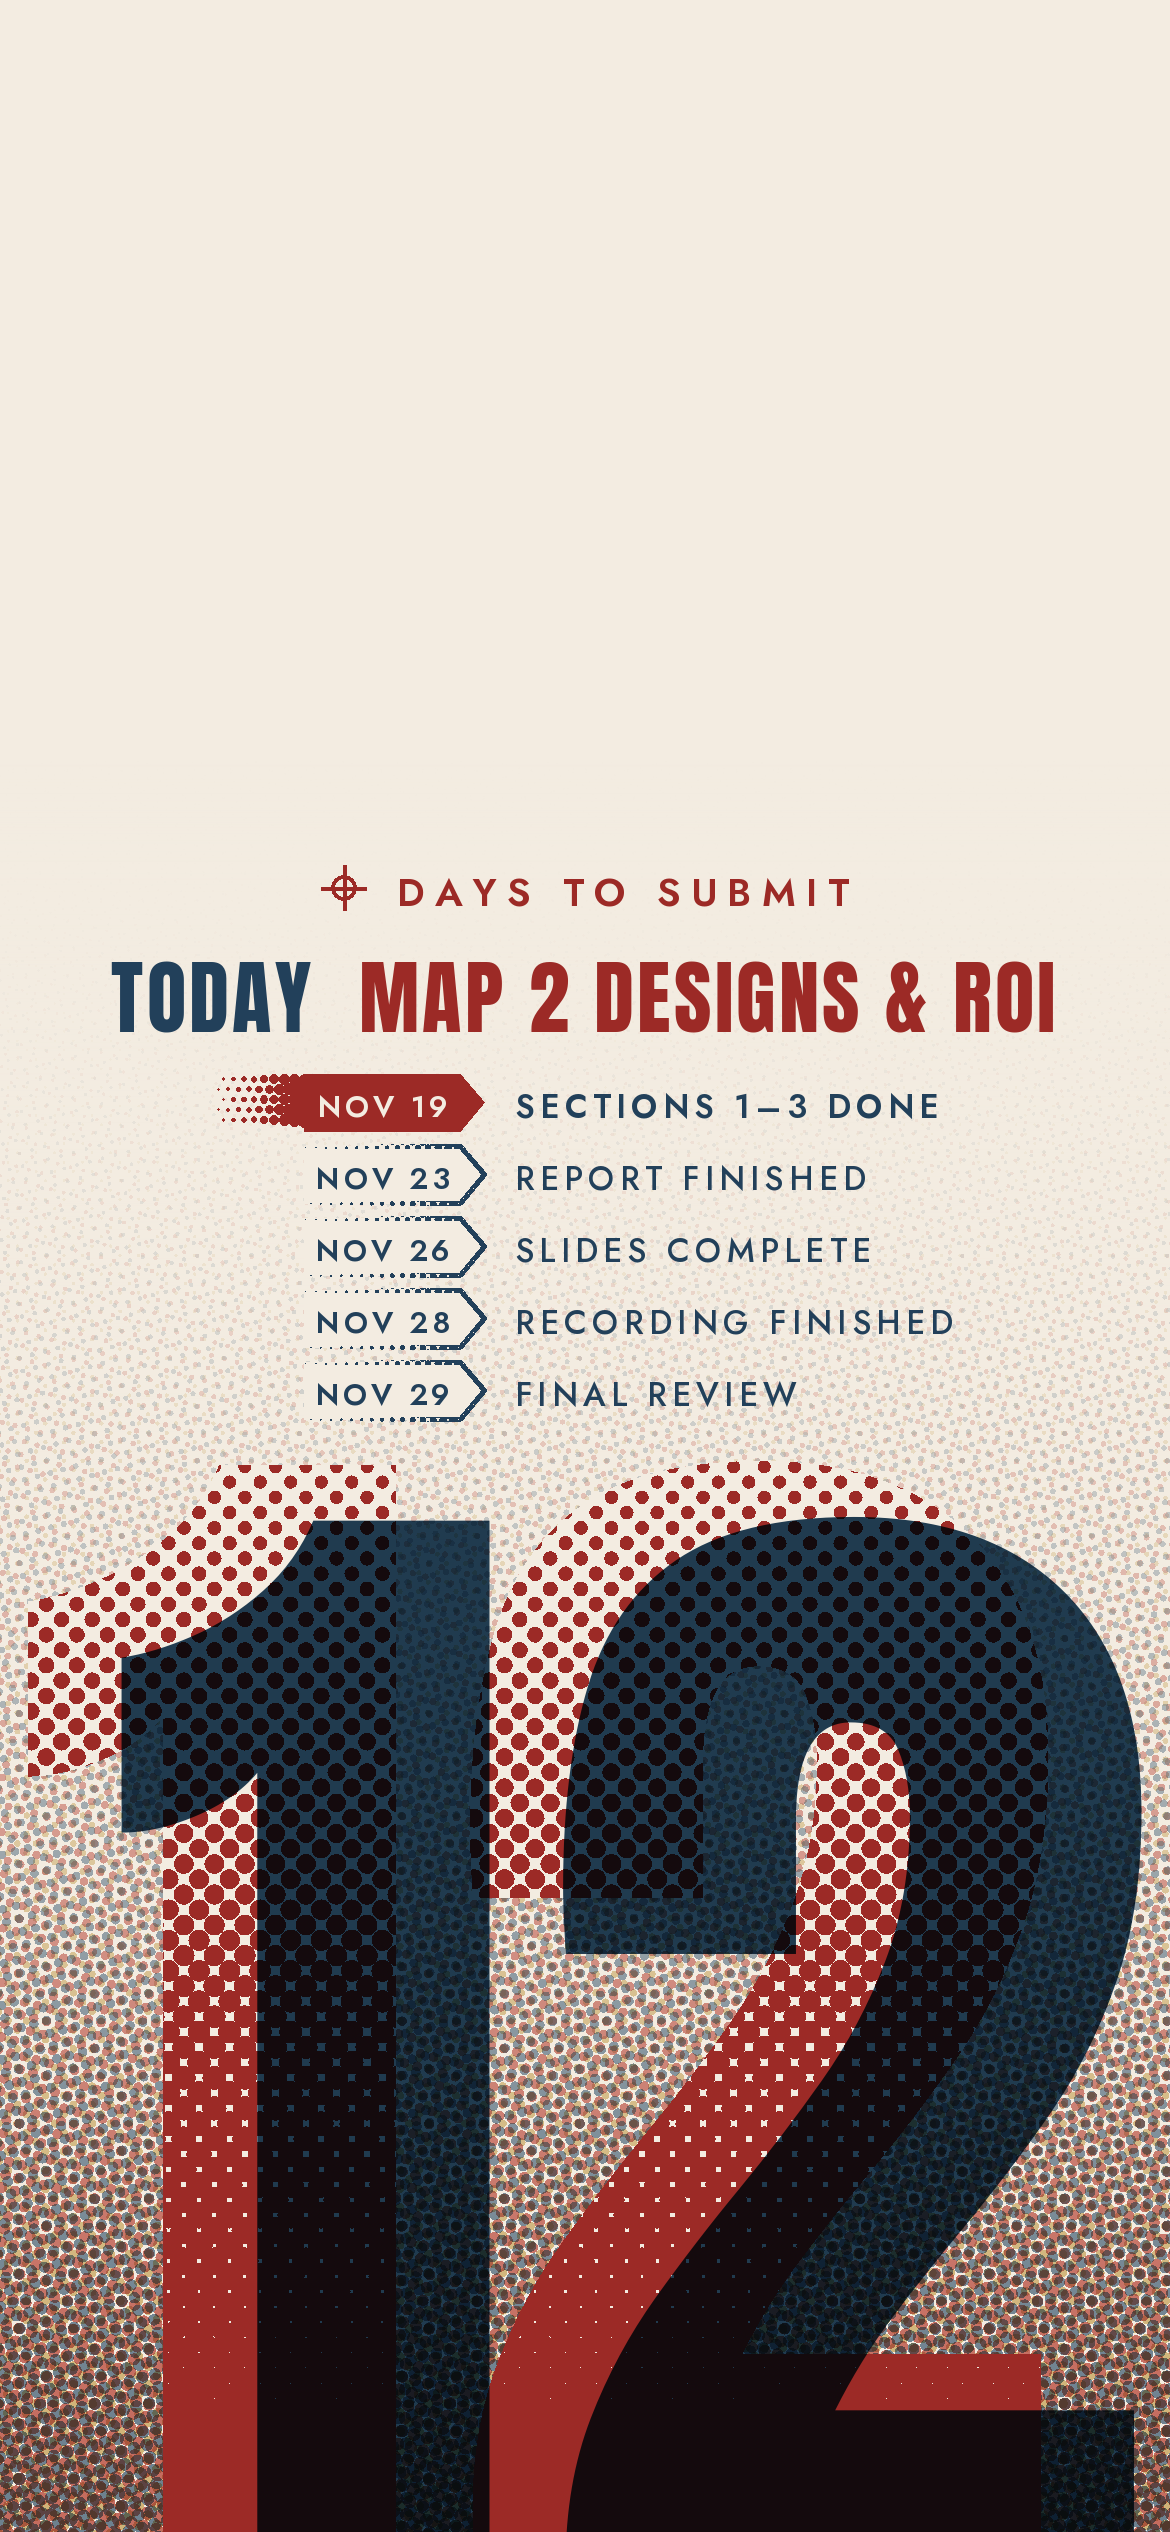 DAYS TO SUBMIT
TODAY MAP 2 DESIGNS & ROI
NOV 19 SECTIONS 1–3 DONE
NOV 23 REPORT FINISHED
NOV 26 SLIDES COMPLETE
NOV 28 RECORDING FINISHED
NOV 29 FINAL REVIEW
12